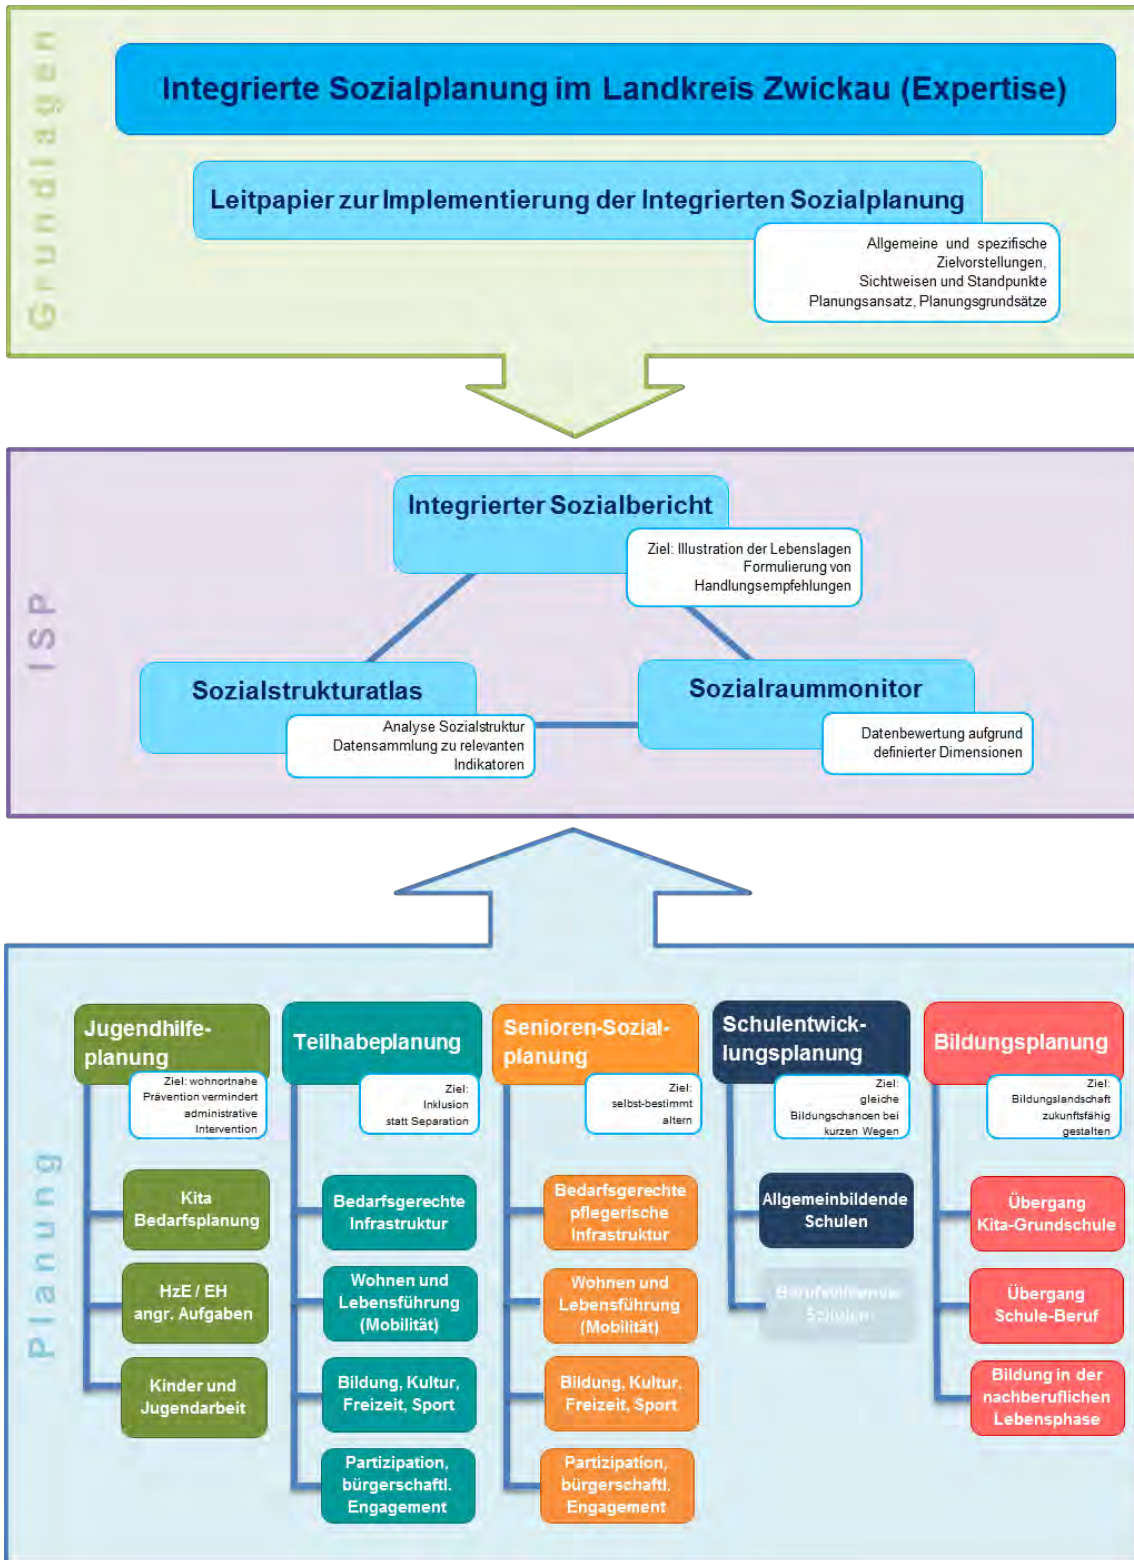 Grundlagen
Integrierte Sozialplanung im Landkreis Zwickau (Expertise)
Leitpapier zur Implementierung der Integrierten Sozialplanung
Allgemeine und spezifische
Zielvorstellungen,
Sichtweisen und Standpunkte
Planungsansatz, Planungsgrundsätze
ISP
Integrierter Sozialbericht
Ziel: Illustration der Lebenslagen
Formulierung von
Handlungsempfehlungen
Sozialstrukturatlas
Analyse Sozialstruktur
Datensammlung zu relevanten
Indikatoren
Sozialraummonitor
Datenbewertung aufgrund
definierter Dimensionen
Planung
Jugendhilfe-
planung
Ziel: wohnortnahe
Prävention vermindert
administrative
Intervention
Kita
Bedarfsplanung
HzE / EH
angr. Aufgaben
Kinder und
Jugendarbeit
Teilhabeplanung
Ziel:
Inklusion
statt Separation
Bedarfsgerechte
Infrastruktur
Wohnen und
Lebensführung
(Mobilität)
Bildung, Kultur,
Freizeit, Sport
Partizipation,
bürgerschaftl.
Engagement
Senioren-Sozial-
planung
Ziel:
selbst-bestimmt
altern
Bedarfsgerechte
pflegerische
Infrastruktur
Wohnen und
Lebensführung
(Mobilität)
Bildung, Kultur,
Freizeit, Sport
Partizipation,
bürgerschaftl.
Engagement
Schulentwick-
lungsplanung
Ziel:
gleiche
Bildungschancen bei
kurzen Wegen
Allgemeinbildende
Schulen
Berufsbildende
Schulen
Bildungsplanung
Ziel:
Bildungslandschaft
zukunftsfähig
gestalten
Übergang
Kita-Grundschule
Übergang
Schule-Beruf
Bildung in der
nachberuflichen
Lebensphase